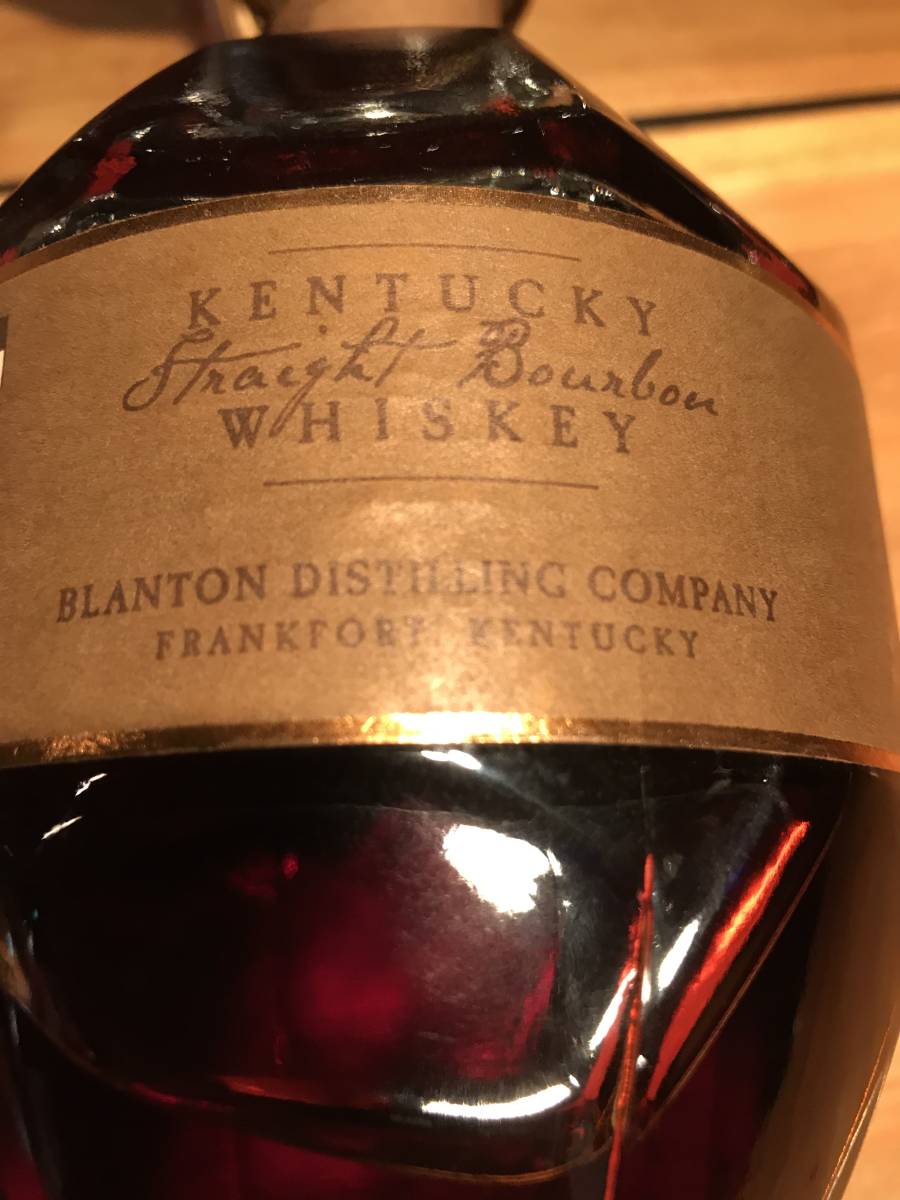 KENTUCKY
Straight Bourbon
WHISKEY
BLANTON DISTILLING COMPANY
FRANKFORT, KENTUCKY